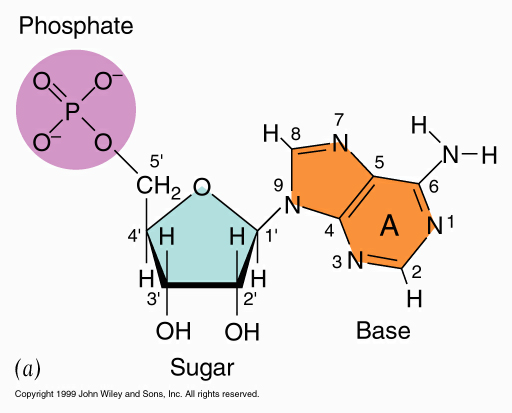 Phosphate
O O⁻
P
O⁻ O
5'
CH₂ O
4' H H 1'
H H
3' 2'
OH OH
H 8 7
N
5
9
N
4
H
N–H
6
A
N 1
3 N
2
H
Base
(a)
Sugar
Copyright 1999 John Wiley and Sons, Inc. All rights reserved.